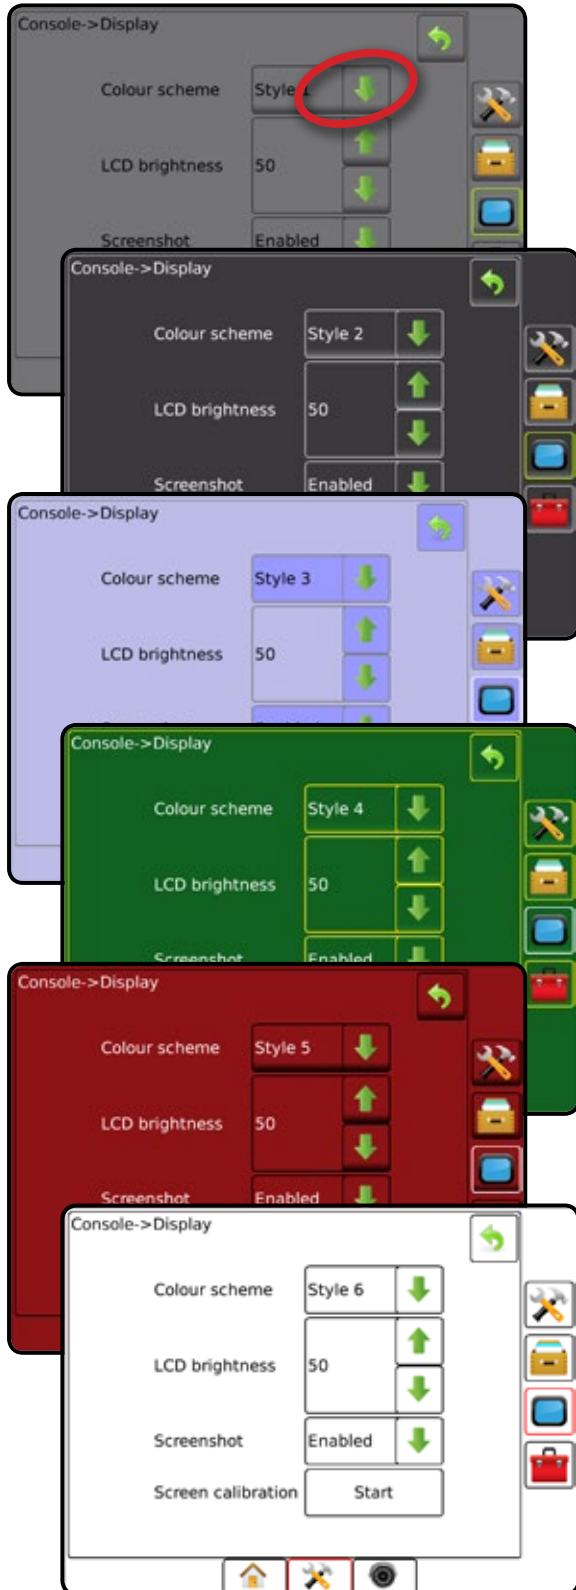 Console->Display
Colour scheme Style 1
LCD brightness 50
Screenshot Enabled
Console->Display
Colour scheme Style 2
LCD brightness 50
Screenshot Enabled
Console->Display
Colour scheme Style 3
LCD brightness 50
Console->Display
Colour scheme Style 4
LCD brightness 50
Screenshot Enabled
Console->Display
Colour scheme Style 5
LCD brightness 50
Screenshot Enabled
Console->Display
Colour scheme Style 6
LCD brightness 50
Screenshot Enabled
Screen calibration Start